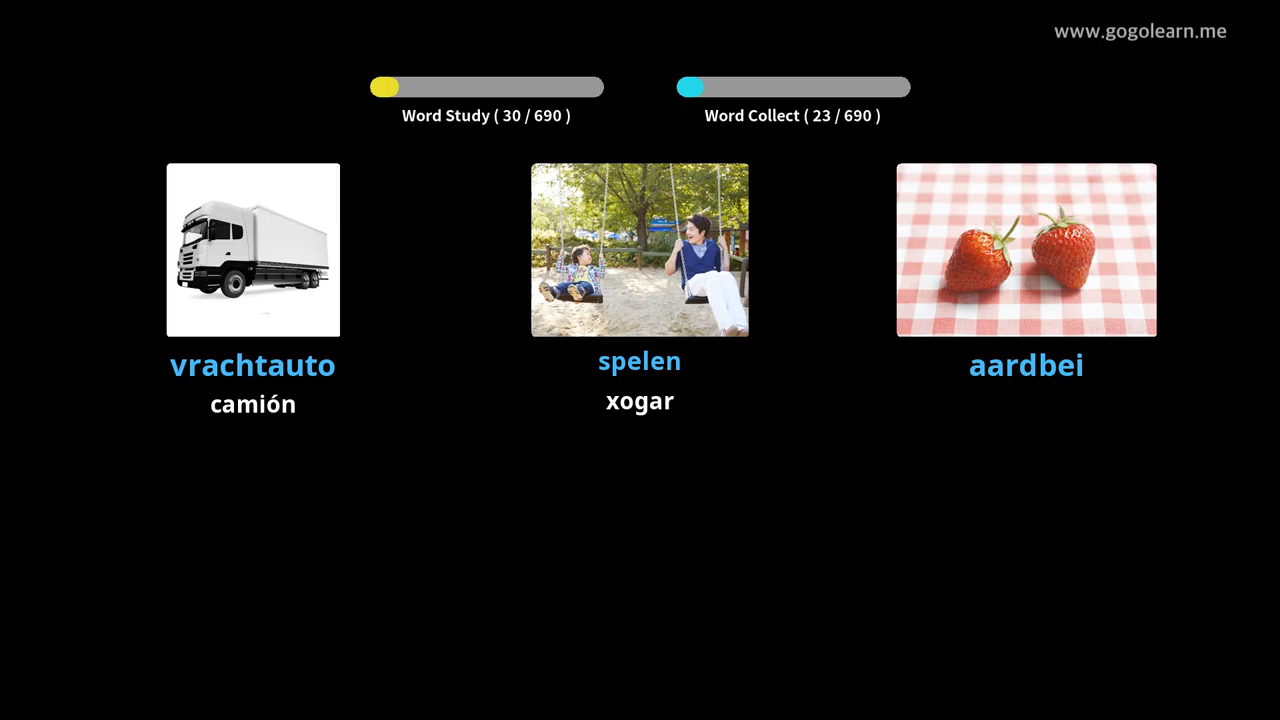 www.gogolearn.me
Word Study ( 30 / 690 )
Word Collect ( 23 / 690 )
vrachtauto
camión
spelen
xogar
aardbei